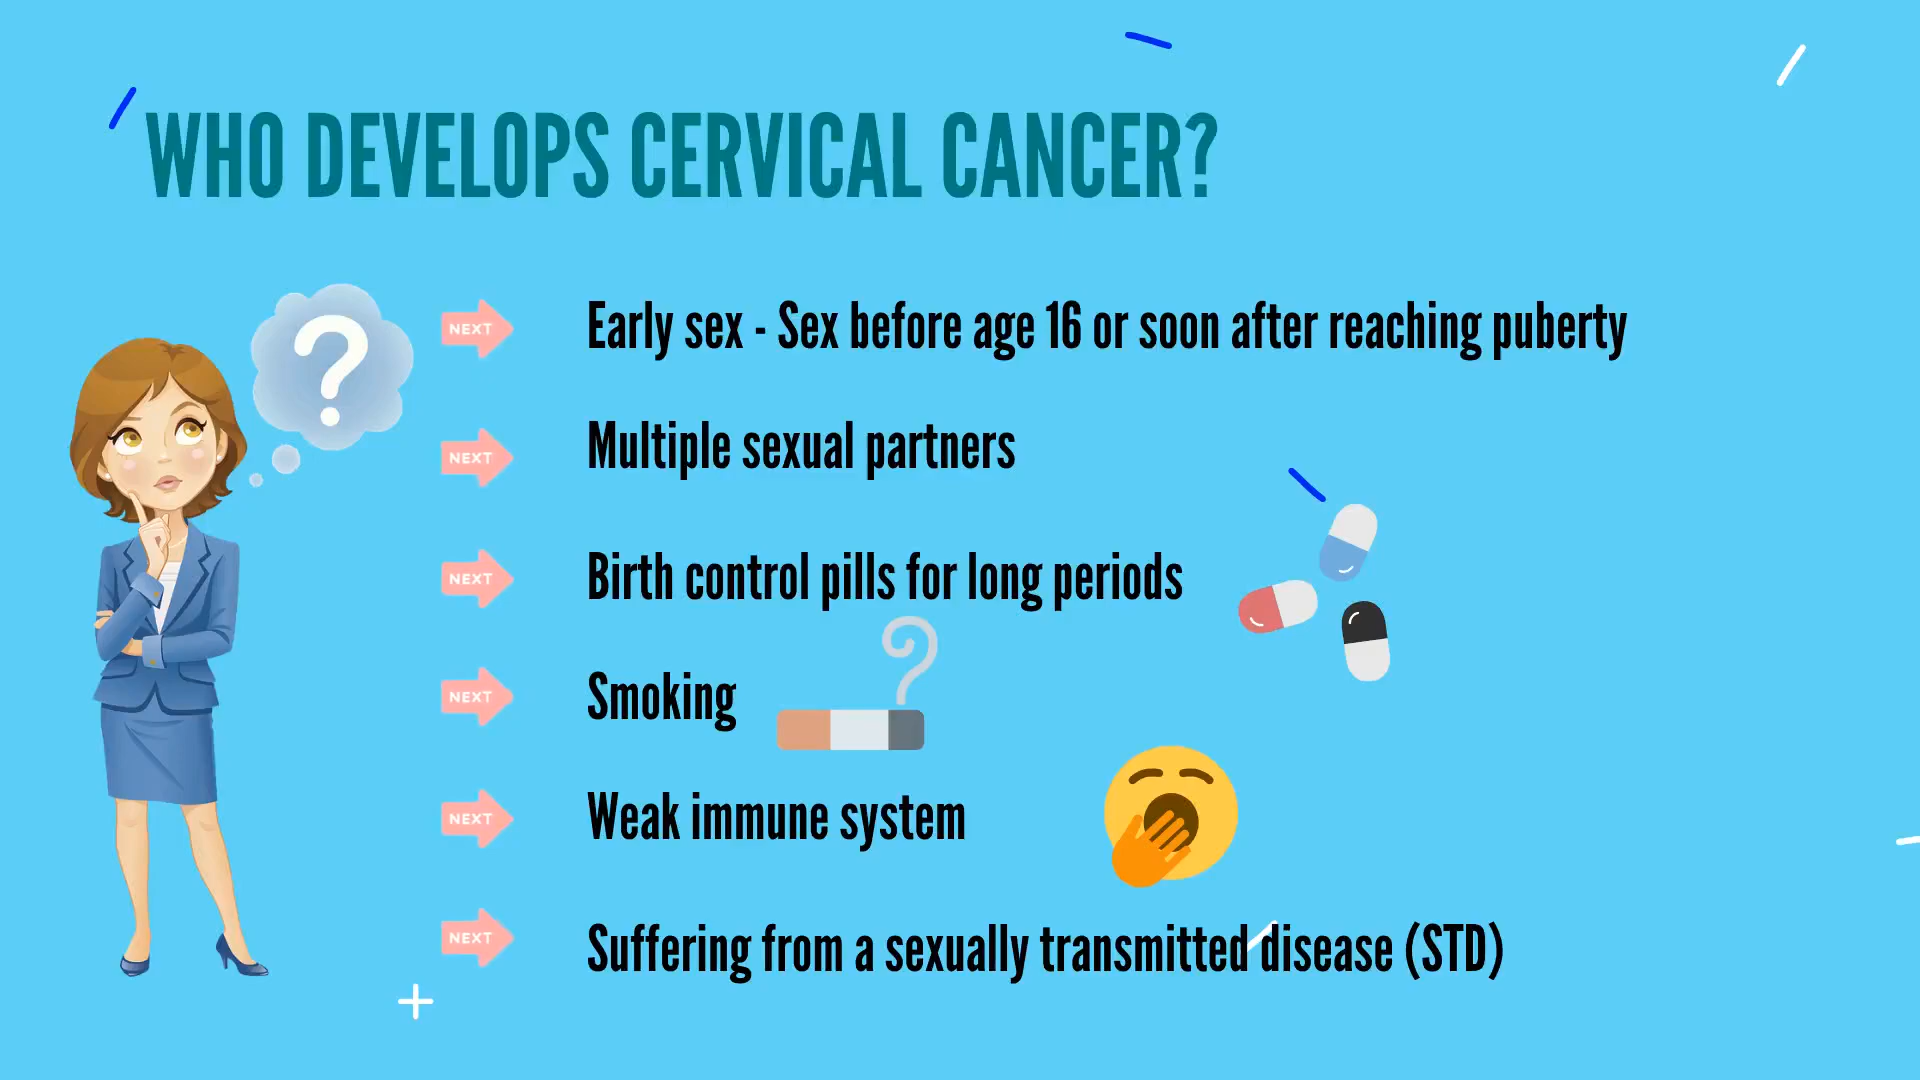 WHO DEVELOPS CERVICAL CANCER?
NEXT Early sex - Sex before age 16 or soon after reaching puberty
NEXT Multiple sexual partners
NEXT Birth control pills for long periods
NEXT Smoking
NEXT Weak immune system
NEXT Suffering from a sexually transmitted disease (STD)